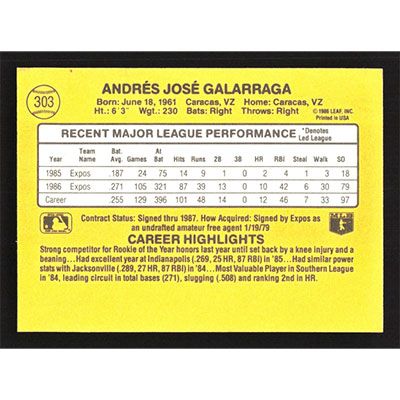 303
ANDRÉS JOSÉ GALARRAGA
Born: June 18, 1961 Caracas, VZ Home: Caracas, VZ
Ht.: 6'3" Wgt.: 230 Bats: Right Throws: Right
© 1986 LEAF, INC.
Printed in USA
RECENT MAJOR LEAGUE PERFORMANCE *Denotes Led League
Year Team Name Bat. Avg. Games At Bat Hits Runs 2B 3B HR RBI Steal Walk SO
1985 Expos .187 24 75 14 9 1 0 2 4 1 3 18
1986 Expos .271 105 321 87 39 13 0 10 42 6 30 79
Career .255 129 396 101 48 14 0 12 46 7 33 97
Contract Status: Signed thru 1987. How Acquired: Signed by Expos as
an undrafted amateur free agent 1/19/79
MLB
CAREER HIGHLIGHTS
Strong competitor for Rookie of the Year honors last year until set back by a knee injury and a
beaning...Had excellent year at Indianapolis (.269, 25 HR, 87 RBI) in '85...Had similar power
stats with Jacksonville (.289, 27 HR, 87 RBI) in '84...Most Valuable Player in Southern League
in '84, leading circuit in total bases (271), slugging (.508) and ranking 2nd in HR.